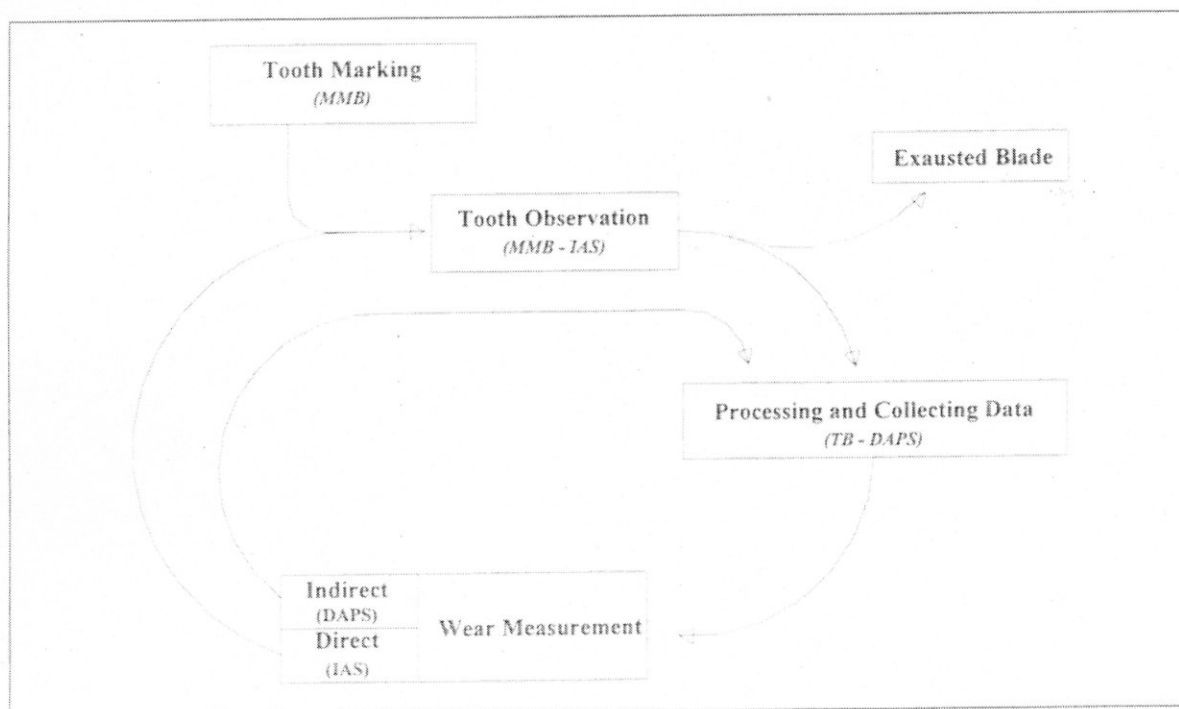 Tooth Marking
(MMB)
Exausted Blade
Tooth Observation
(MMB - IAS)
Processing and Collecting Data
(TB - DAPS)
Indirect
(DAPS)
Wear Measurement
Direct
(IAS)